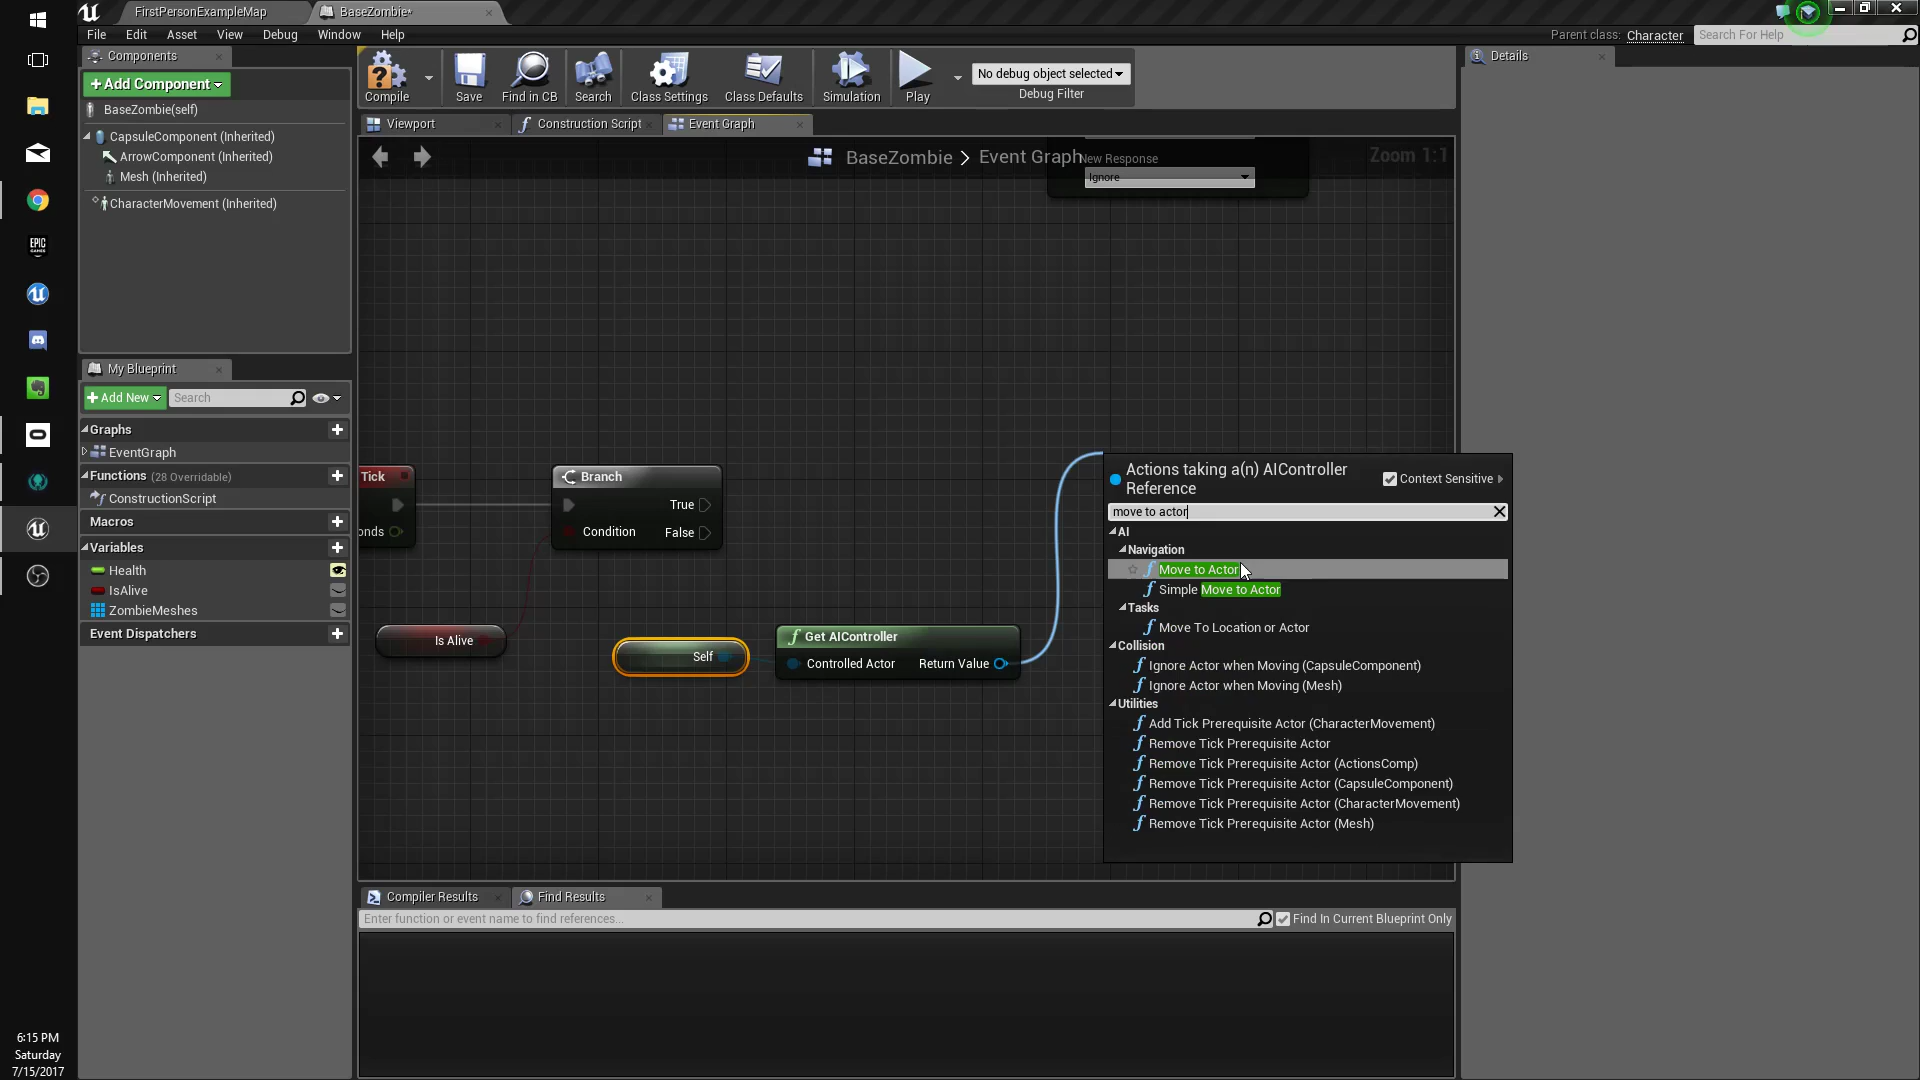 FirstPersonExampleMap
BaseZombie*
File Edit Asset View Debug Window Help
Parent class: Character
Search For Help
Components
+Add Component
BaseZombie(self)
CapsuleComponent (Inherited)
ArrowComponent (Inherited)
Mesh (Inherited)
CharacterMovement (Inherited)
Compile
Save
Find in CB
Search
Class Settings
Class Defaults
Simulation
Play
No debug object selected
Debug Filter
Details
Viewport
Construction Script
Event Graph
BaseZombie > Event Graph
Zoom 1:1
New Response
Ignore
My Blueprint
+Add New
Search
Graphs
EventGraph
Functions (28 Overridable)
ConstructionScript
Macros
Variables
Health
IsAlive
ZombieMeshes
Event Dispatchers
Tick
onds
Branch
True
Condition
False
Is Alive
Self
Get AIController
Controlled Actor
Return Value
Actions taking a(n) AIController
Reference
Context Sensitive
move to actor
AI
Navigation
Move to Actor
Simple Move to Actor
Tasks
Move To Location or Actor
Collision
Ignore Actor when Moving (CapsuleComponent)
Ignore Actor when Moving (Mesh)
Utilities
Add Tick Prerequisite Actor (CharacterMovement)
Remove Tick Prerequisite Actor
Remove Tick Prerequisite Actor (ActionsComp)
Remove Tick Prerequisite Actor (CapsuleComponent)
Remove Tick Prerequisite Actor (CharacterMovement)
Remove Tick Prerequisite Actor (Mesh)
Compiler Results
Find Results
Enter function or event name to find references...
Find In Current Blueprint Only
EPIC
GAMES
6:15 PM
Saturday
7/15/2017